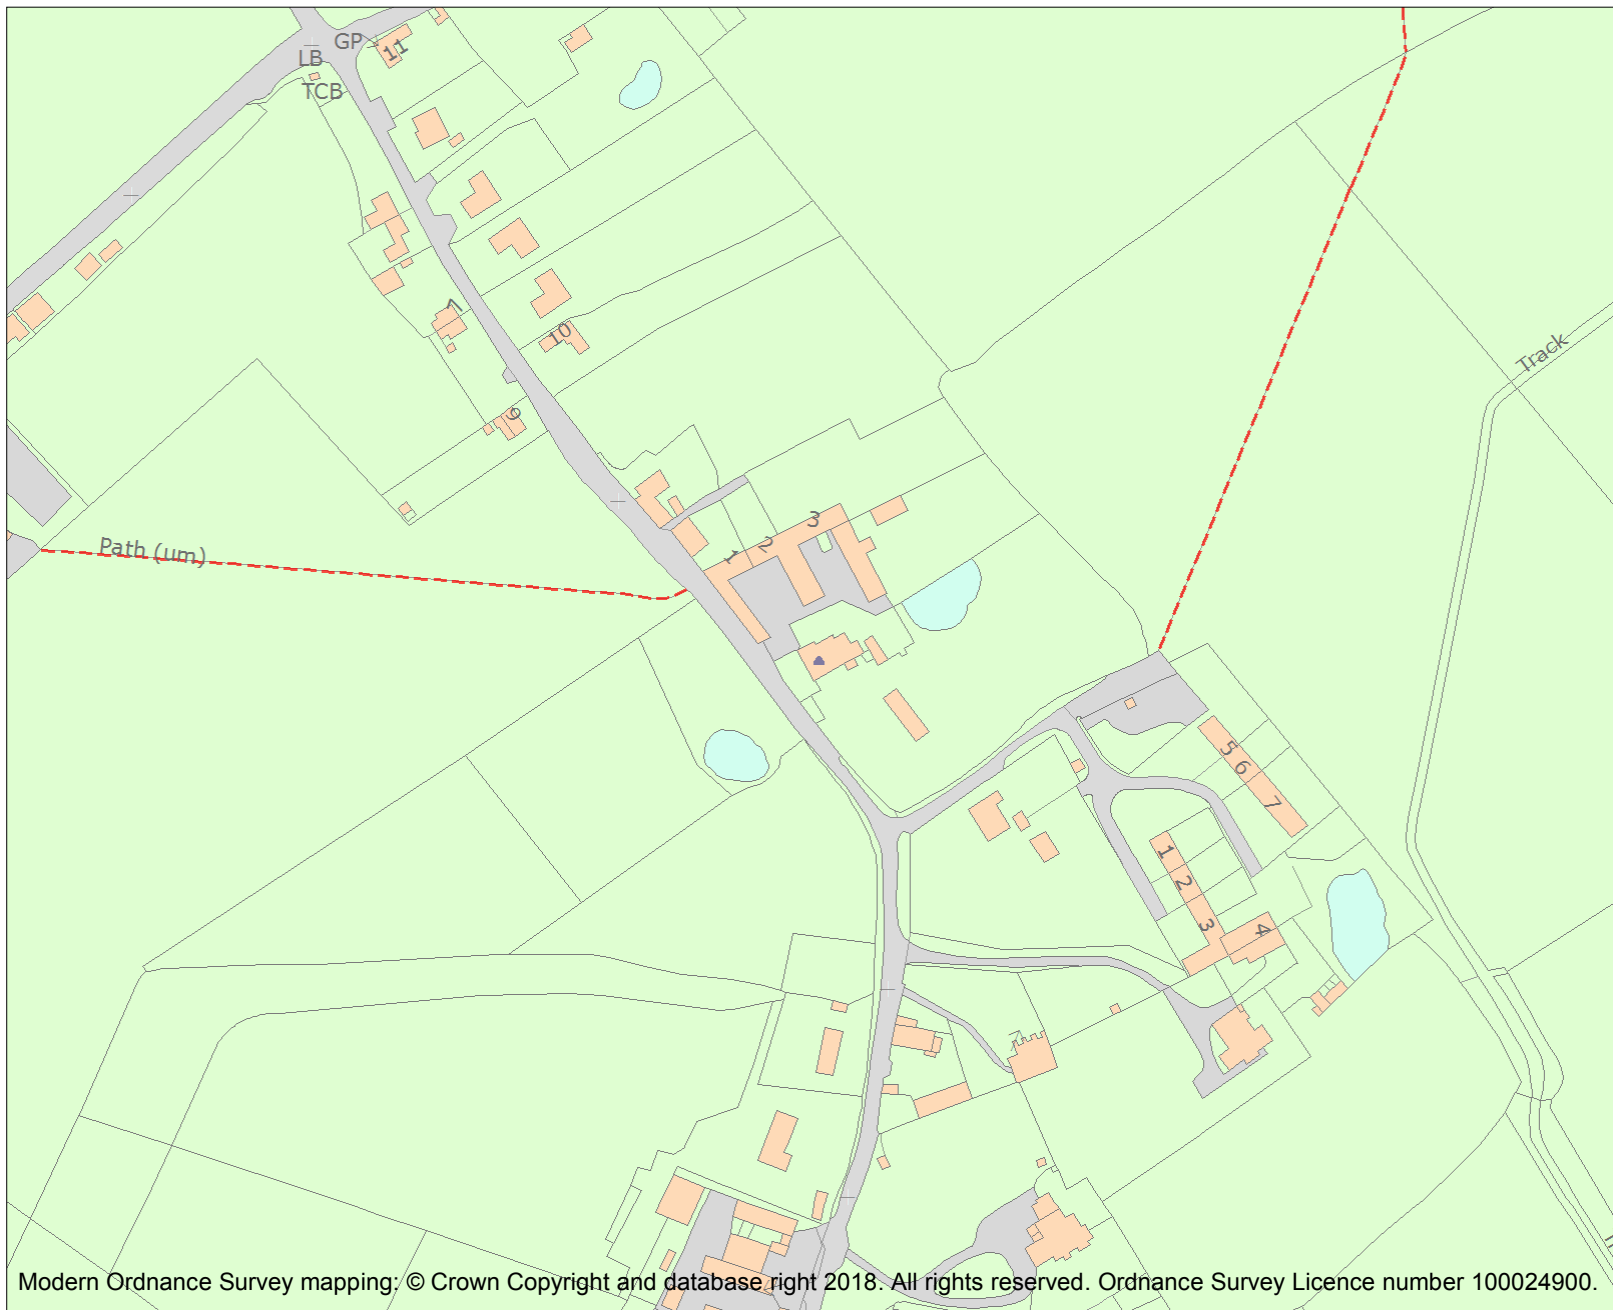 GP
11
LB
TCB
7
10
9
Track
3
2
1
Path (um)
5
6
7
1
2
3
4
Modern Ordnance Survey mapping: © Crown Copyright and database right 2018. All rights reserved. Ordnance Survey Licence number 100024900.